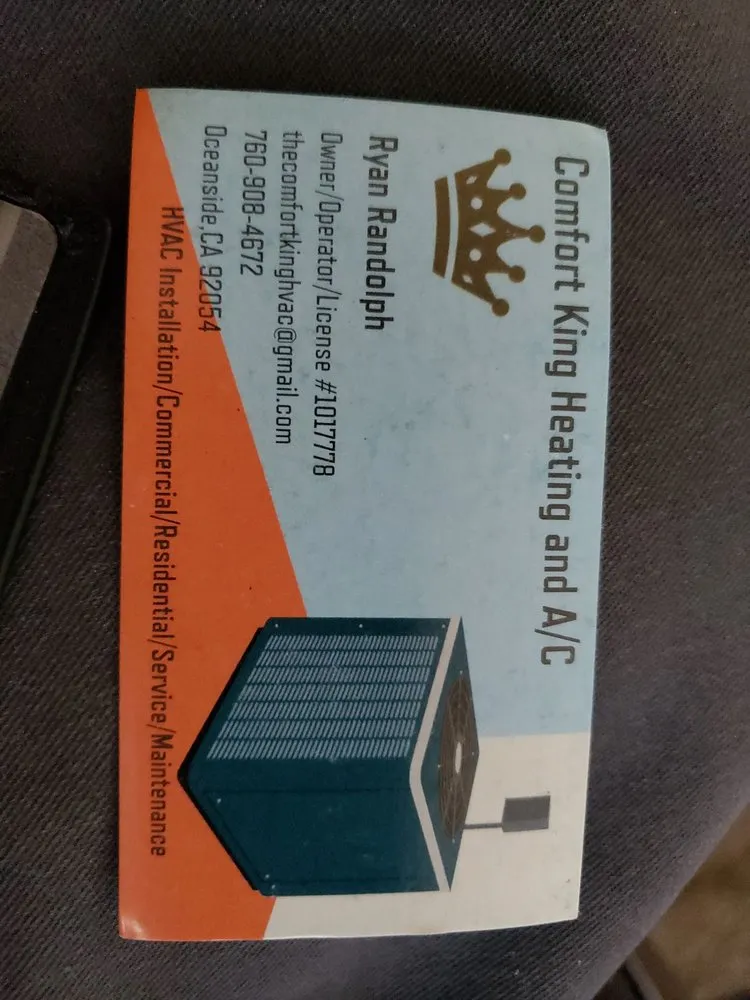 Comfort King Heating and A/C
Ryan Randolph
Owner/Operator/License #1017778
thecomfortkinghvac@gmail.com
760-908-4672
Oceanside,CA 92054
HVAC Installation/Commercial/Residential/Service/Maintenance